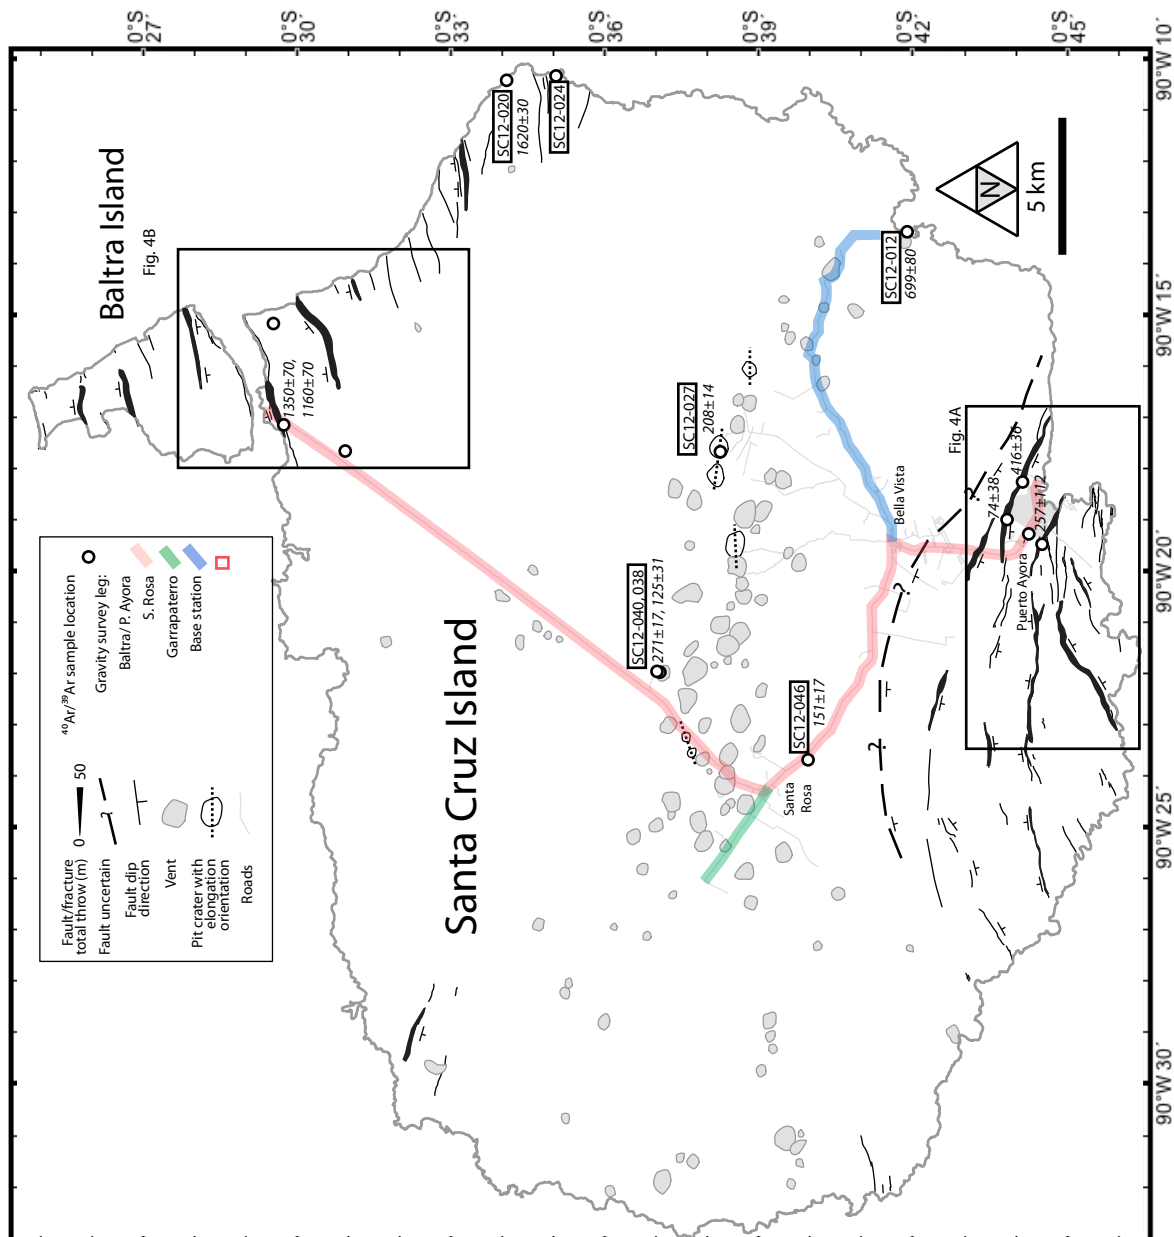 0°S
0°27´S
0°30´S
0°33´S
0°36´S
0°39´S
0°42´S
0°45´S
90°W 10´
90°W 15´
90°W 20´
90°W 25´
90°W 30´
Baltra Island
Fig. 4B
Santa Cruz Island
Fault/fracture
total throw (m)
0
50
Fault uncertain
?
Fault dip
direction
Vent
Pit crater with
elongation
orientation
Roads
⁴⁰Ar/³⁹Ar sample location
Gravity survey leg:
Baltra/ P. Ayora
S. Rosa
Garrapaterro
Base station
SC12-020
1620±30
SC12-024
1350±70,
1160±70
SC12-027
208±14
SC12-040, 038
271±17, 125±31
SC12-046
151±17
Santa
Rosa
SC12-012
699±80
Bella Vista
Fig. 4A
74±38
416±36
257±112
Puerto Ayora
?
?
?
N
5 km